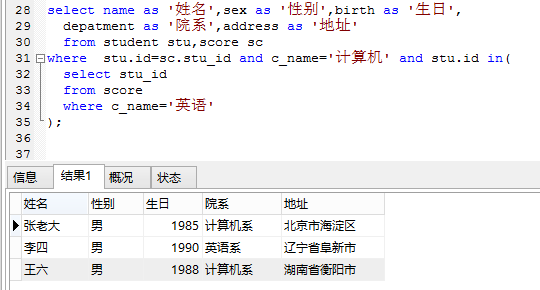 28 select name as '姓名',sex as '性别',birth as '生日',
29 depatment as '院系',address as '地址'
30 from student stu,score sc
31 where stu.id=sc.stu_id and c_name='计算机' and stu.id in(
32 select stu_id
33 from score
34 where c_name='英语'
35 );
36
37
信息 结果1 概况 状态
姓名 性别 生日 院系 地址
张老大 男 1985 计算机系 北京市海淀区
李四 男 1990 英语系 辽宁省阜新市
王六 男 1988 计算机系 湖南省衡阳市